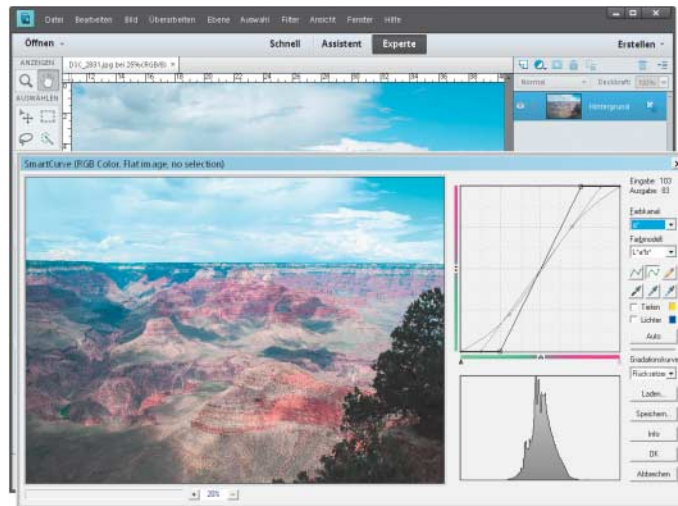 Datei Bearbeiten Bild Überarbeiten Ebene Auswahl Filter Ansicht Fenster Hilfe
Öffnen
Schnell Assistent Experte
Erstellen
ANZEIGEN
AUSWÄHLEN
Normal Deckkraft: 100%
Hintergrund
SmartCurve (RGB Color, Flat image, no selection)
Eingabe: 103
Ausgabe: 83
Farbkanal:
Farbmodell:
L*a*b*
Tiefen
Lichter
Auto
Gradationskurve
Rücksetze
Laden...
Speichern...
Info
OK
Abbrechen
20%